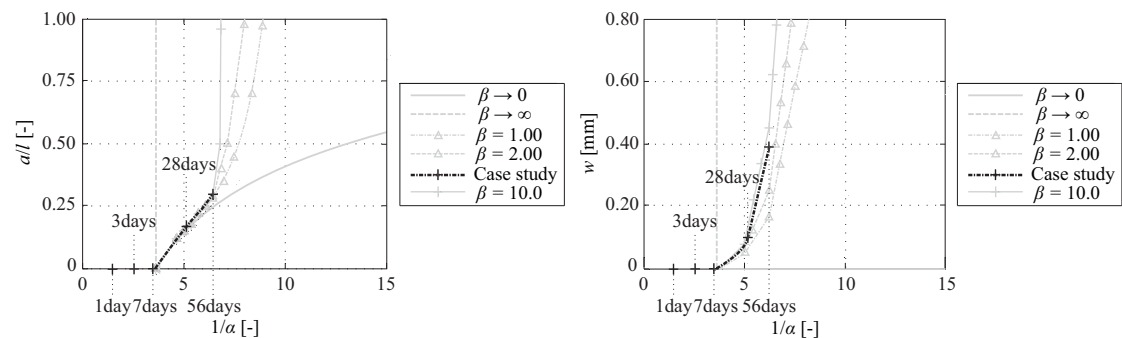 1.00
0.75
0.50
0.25
0
a/l [-]
28days
3days
0
5
10
15
1day
7days
56days
1/α [-]
β → 0
β → ∞
β = 1.00
β = 2.00
Case study
β = 10.0
0.80
0.60
0.40
0.20
0
w [mm]
28days
3days
0
5
10
15
1day
7days
56days
1/α [-]
β → 0
β → ∞
β = 1.00
β = 2.00
Case study
β = 10.0